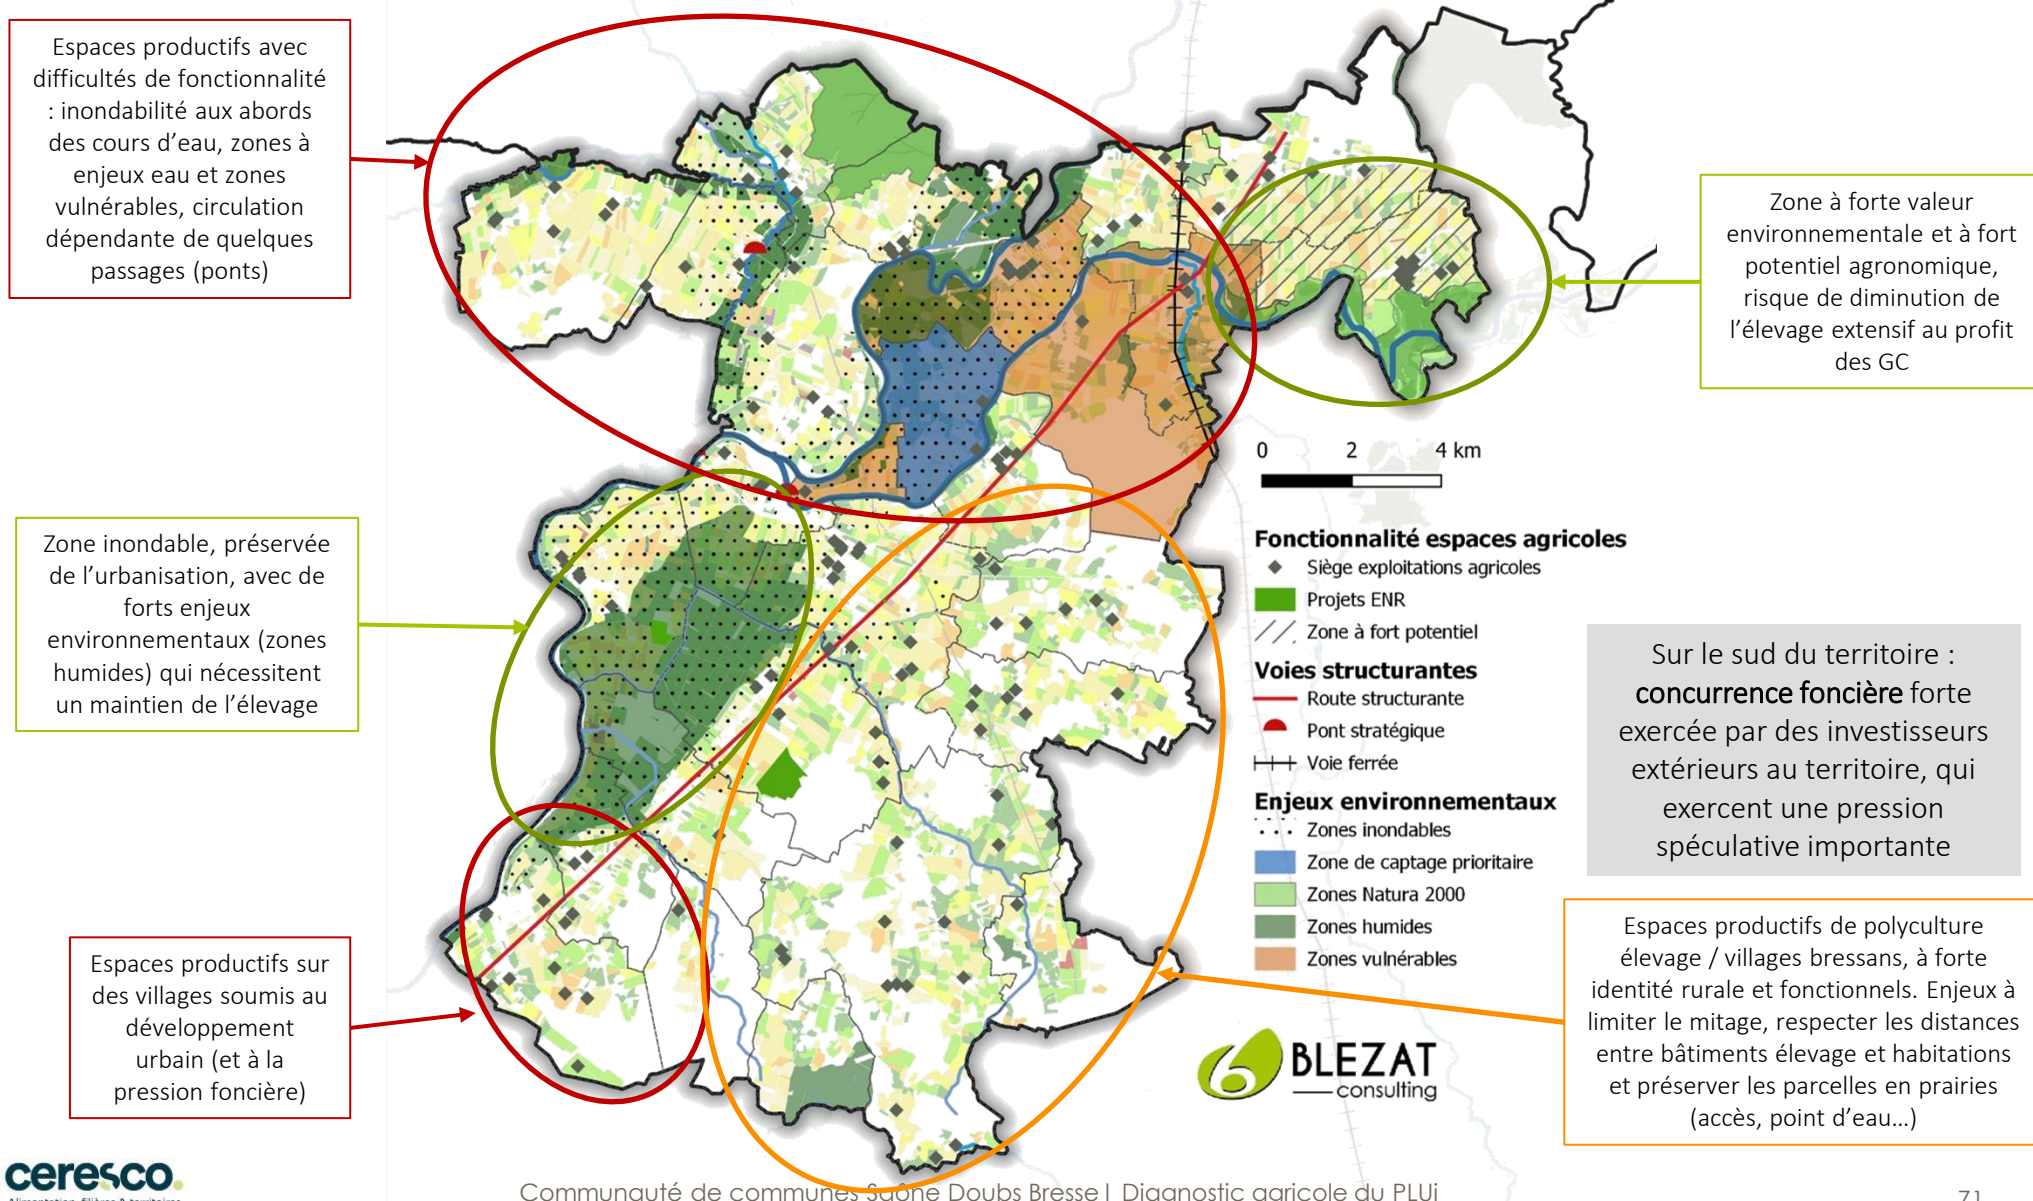 Espaces productifs avec
difficultés de fonctionnalité
: inondabilité aux abords
des cours d'eau, zones à
enjeux eau et zones
vulnérables, circulation
dépendante de quelques
passages (ponts)
Zone à forte valeur
environnementale et à fort
potentiel agronomique,
risque de diminution de
l'élevage extensif au profit
des GC
Zone inondable, préservée
de l'urbanisation, avec de
forts enjeux
environnementaux (zones
humides) qui nécessitent
un maintien de l'élevage
0 2 4 km
Fonctionnalité espaces agricoles
Siège exploitations agricoles
Projets ENR
Zone à fort potentiel
Voies structurantes
Route structurante
Pont stratégique
Voie ferrée
Enjeux environnementaux
Zones inondables
Zone de captage prioritaire
Zones Natura 2000
Zones humides
Zones vulnérables
Sur le sud du territoire :
concurrence foncière forte
exercée par des investisseurs
extérieurs au territoire, qui
exercent une pression
spéculative importante
Espaces productifs sur
des villages soumis au
développement
urbain (et à la
pression foncière)
Espaces productifs de polyculture
élevage / villages bressans, à forte
identité rurale et fonctionnels. Enjeux à
limiter le mitage, respecter les distances
entre bâtiments élevage et habitations
et préserver les parcelles en prairies
(accès, point d'eau…)
BLEZAT
consulting
ceresco.
Alimentation, filières & territoires
Communauté de communes Saône Doubs Bresse | Diagnostic agricole du PLUi
71